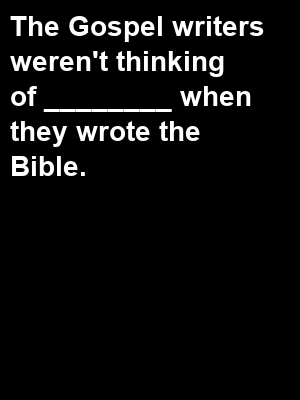 The Gospel writers
weren't thinking
of ________ when
they wrote the
Bible.